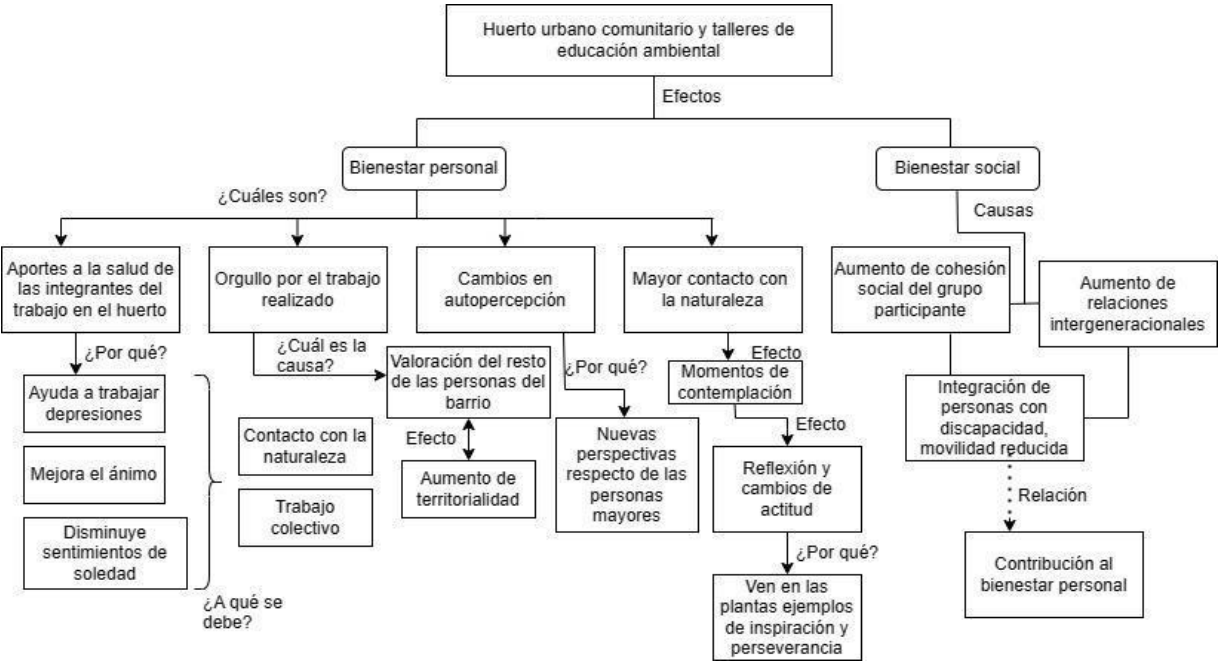 Huerto urbano comunitario y talleres de
educación ambiental
Efectos
Bienestar personal
Bienestar social
¿Cuáles son?
Causas
Aportes a la salud de
las integrantes del
trabajo en el huerto
Orgullo por el trabajo
realizado
Cambios en
autopercepción
Mayor contacto con
la naturaleza
Aumento de cohesión
social del grupo
participante
Aumento de
relaciones
intergeneracionales
¿Por qué?
¿Cuál es la
causa?
¿Por qué?
Efecto
Ayuda a trabajar
depresiones
Valoración del resto
de las personas del
barrio
Momentos de
contemplación
Integración de
personas con
discapacidad,
movilidad reducida
Mejora el ánimo
Contacto con la
naturaleza
Efecto
Aumento de
territorialidad
Nuevas
perspectivas
respecto de las
personas
mayores
Efecto
Reflexión y
cambios de
actitud
Relación
Disminuye
sentimientos de
soledad
Trabajo
colectivo
¿Por qué?
Contribución al
bienestar personal
¿A qué se
debe?
Ven en las
plantas ejemplos
de inspiración y
perseverancia